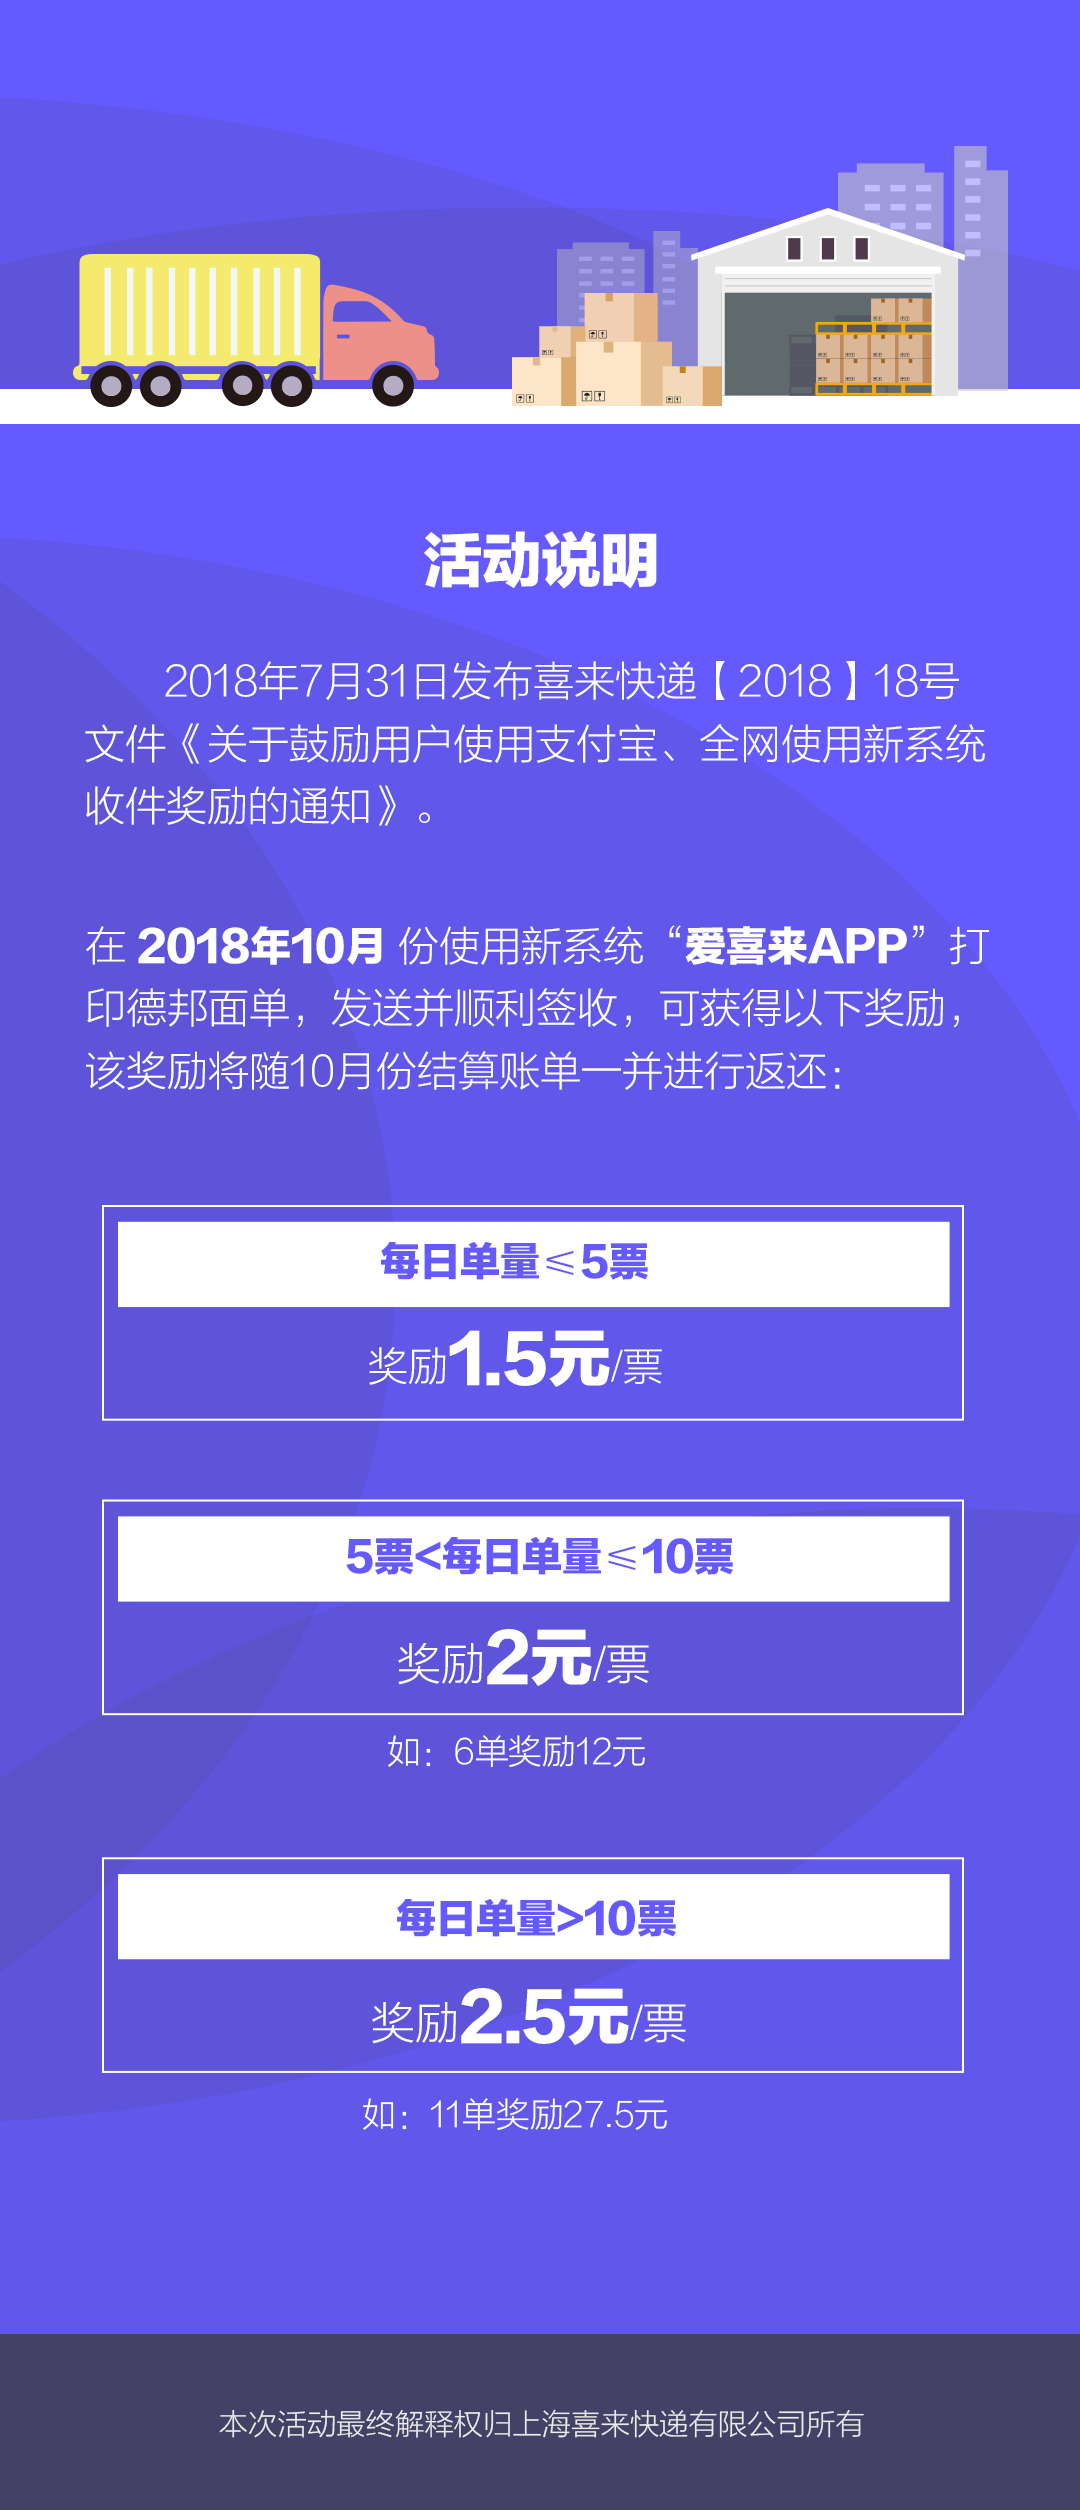 活动说明
2018年7月31日发布喜来快递【2018】18号
文件《关于鼓励用户使用支付宝、全网使用新系统
收件奖励的通知》。
在 2018年10月 份使用新系统“爱喜来APP”打
印德邦面单，发送并顺利签收，可获得以下奖励，
该奖励将随10月份结算账单一并进行返还：
每日单量≤5票
奖励1.5元/票
5票<每日单量≤10票
奖励2元/票
如：6单奖励12元
每日单量>10票
奖励2.5元/票
如：11单奖励27.5元
本次活动最终解释权归上海喜来快递有限公司所有